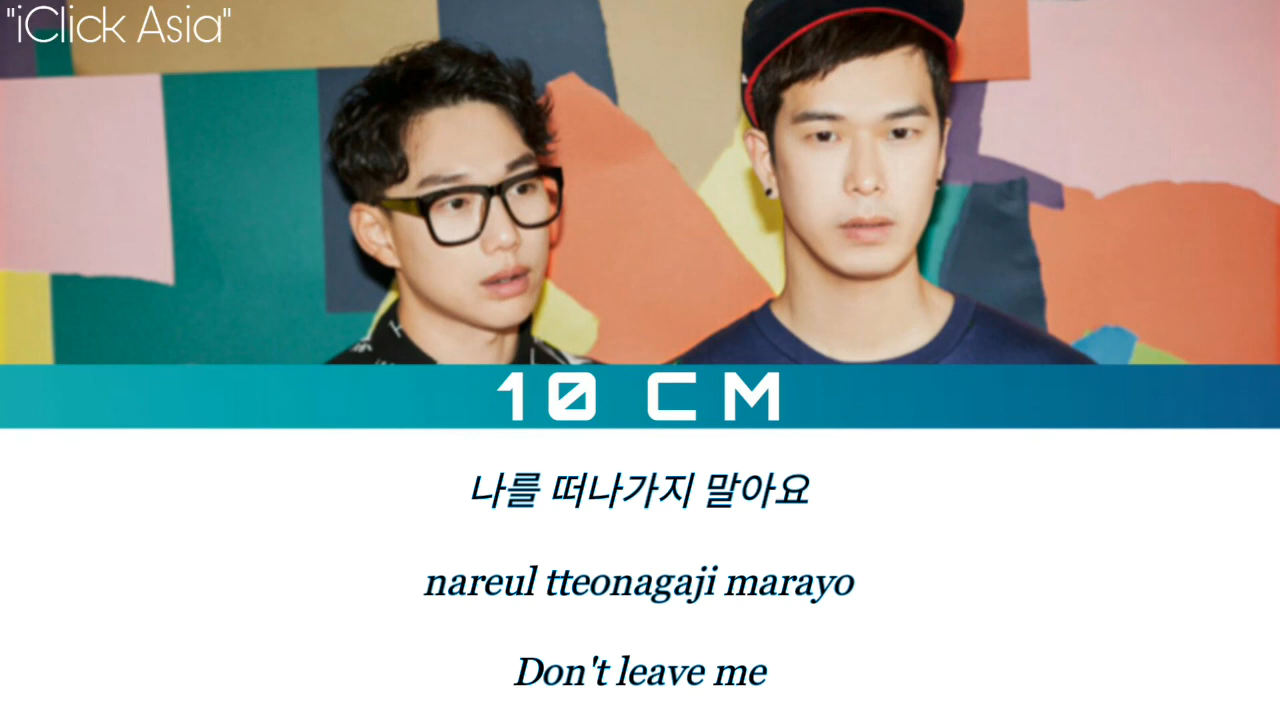 "iClick Asia"
10 CM
나를 떠나가지 말아요
nareul tteonagaji marayo
Don't leave me